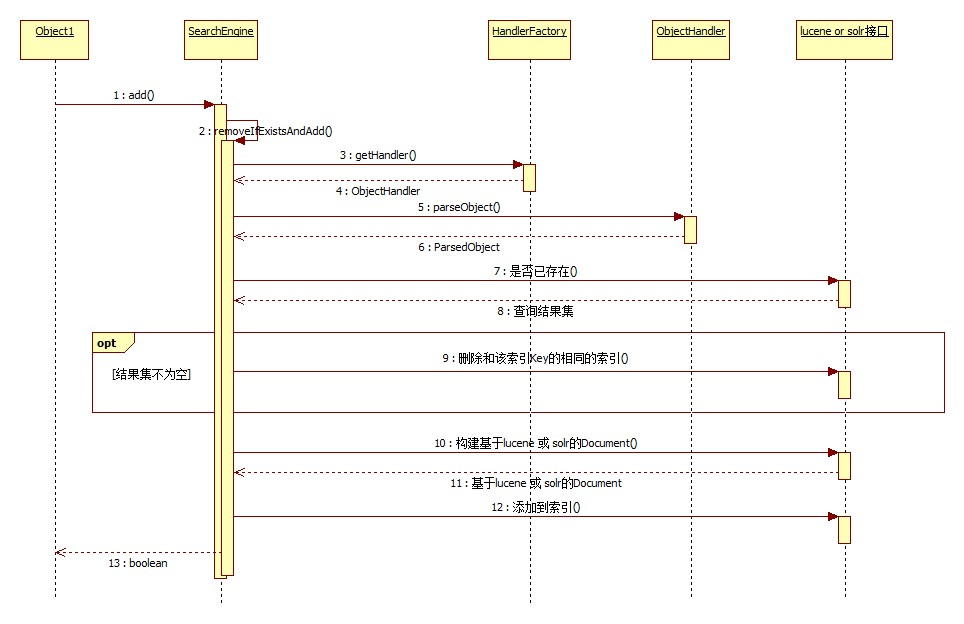 Object1
SearchEngine
HandlerFactory
ObjectHandler
lucene or solr接口
1 : add()
2 : removeIfExistsAndAdd()
3 : getHandler()
4 : ObjectHandler
5 : parseObject()
6 : ParsedObject
7 : 是否已存在()
8 : 查询结果集
opt
9 : 删除和该索引Key的相同的索引()
[结果集不为空]
10 : 构建基于lucene 或 solr的Document()
11 : 基于lucene 或 solr的Document
12 : 添加到索引()
13 : boolean